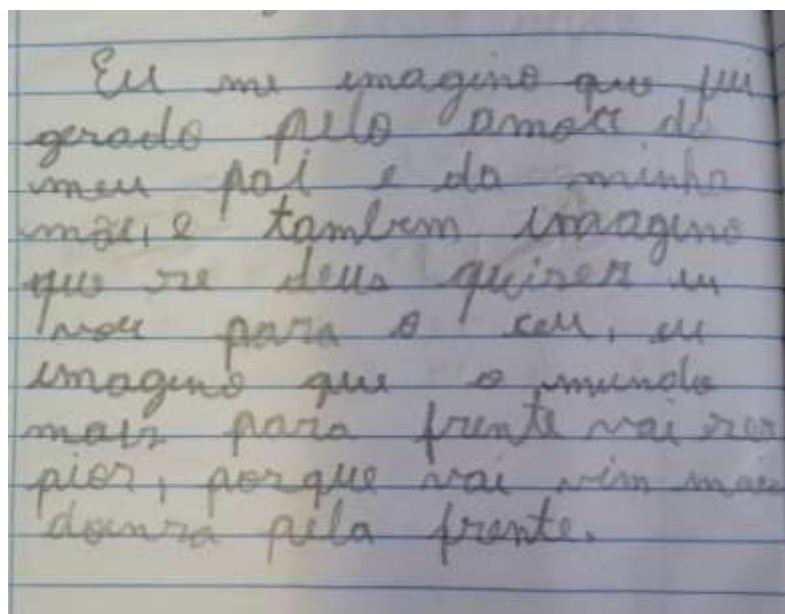 Eu me imagino que fui
gerado pelo amor do
meu pai e da minha
mãe, e tambem imagino
que se deus quiser eu
vou para o ceu, eu
imagino que o mundo
mais para frente vai ser
pior, porque vai vim mais
doenra pela frente.